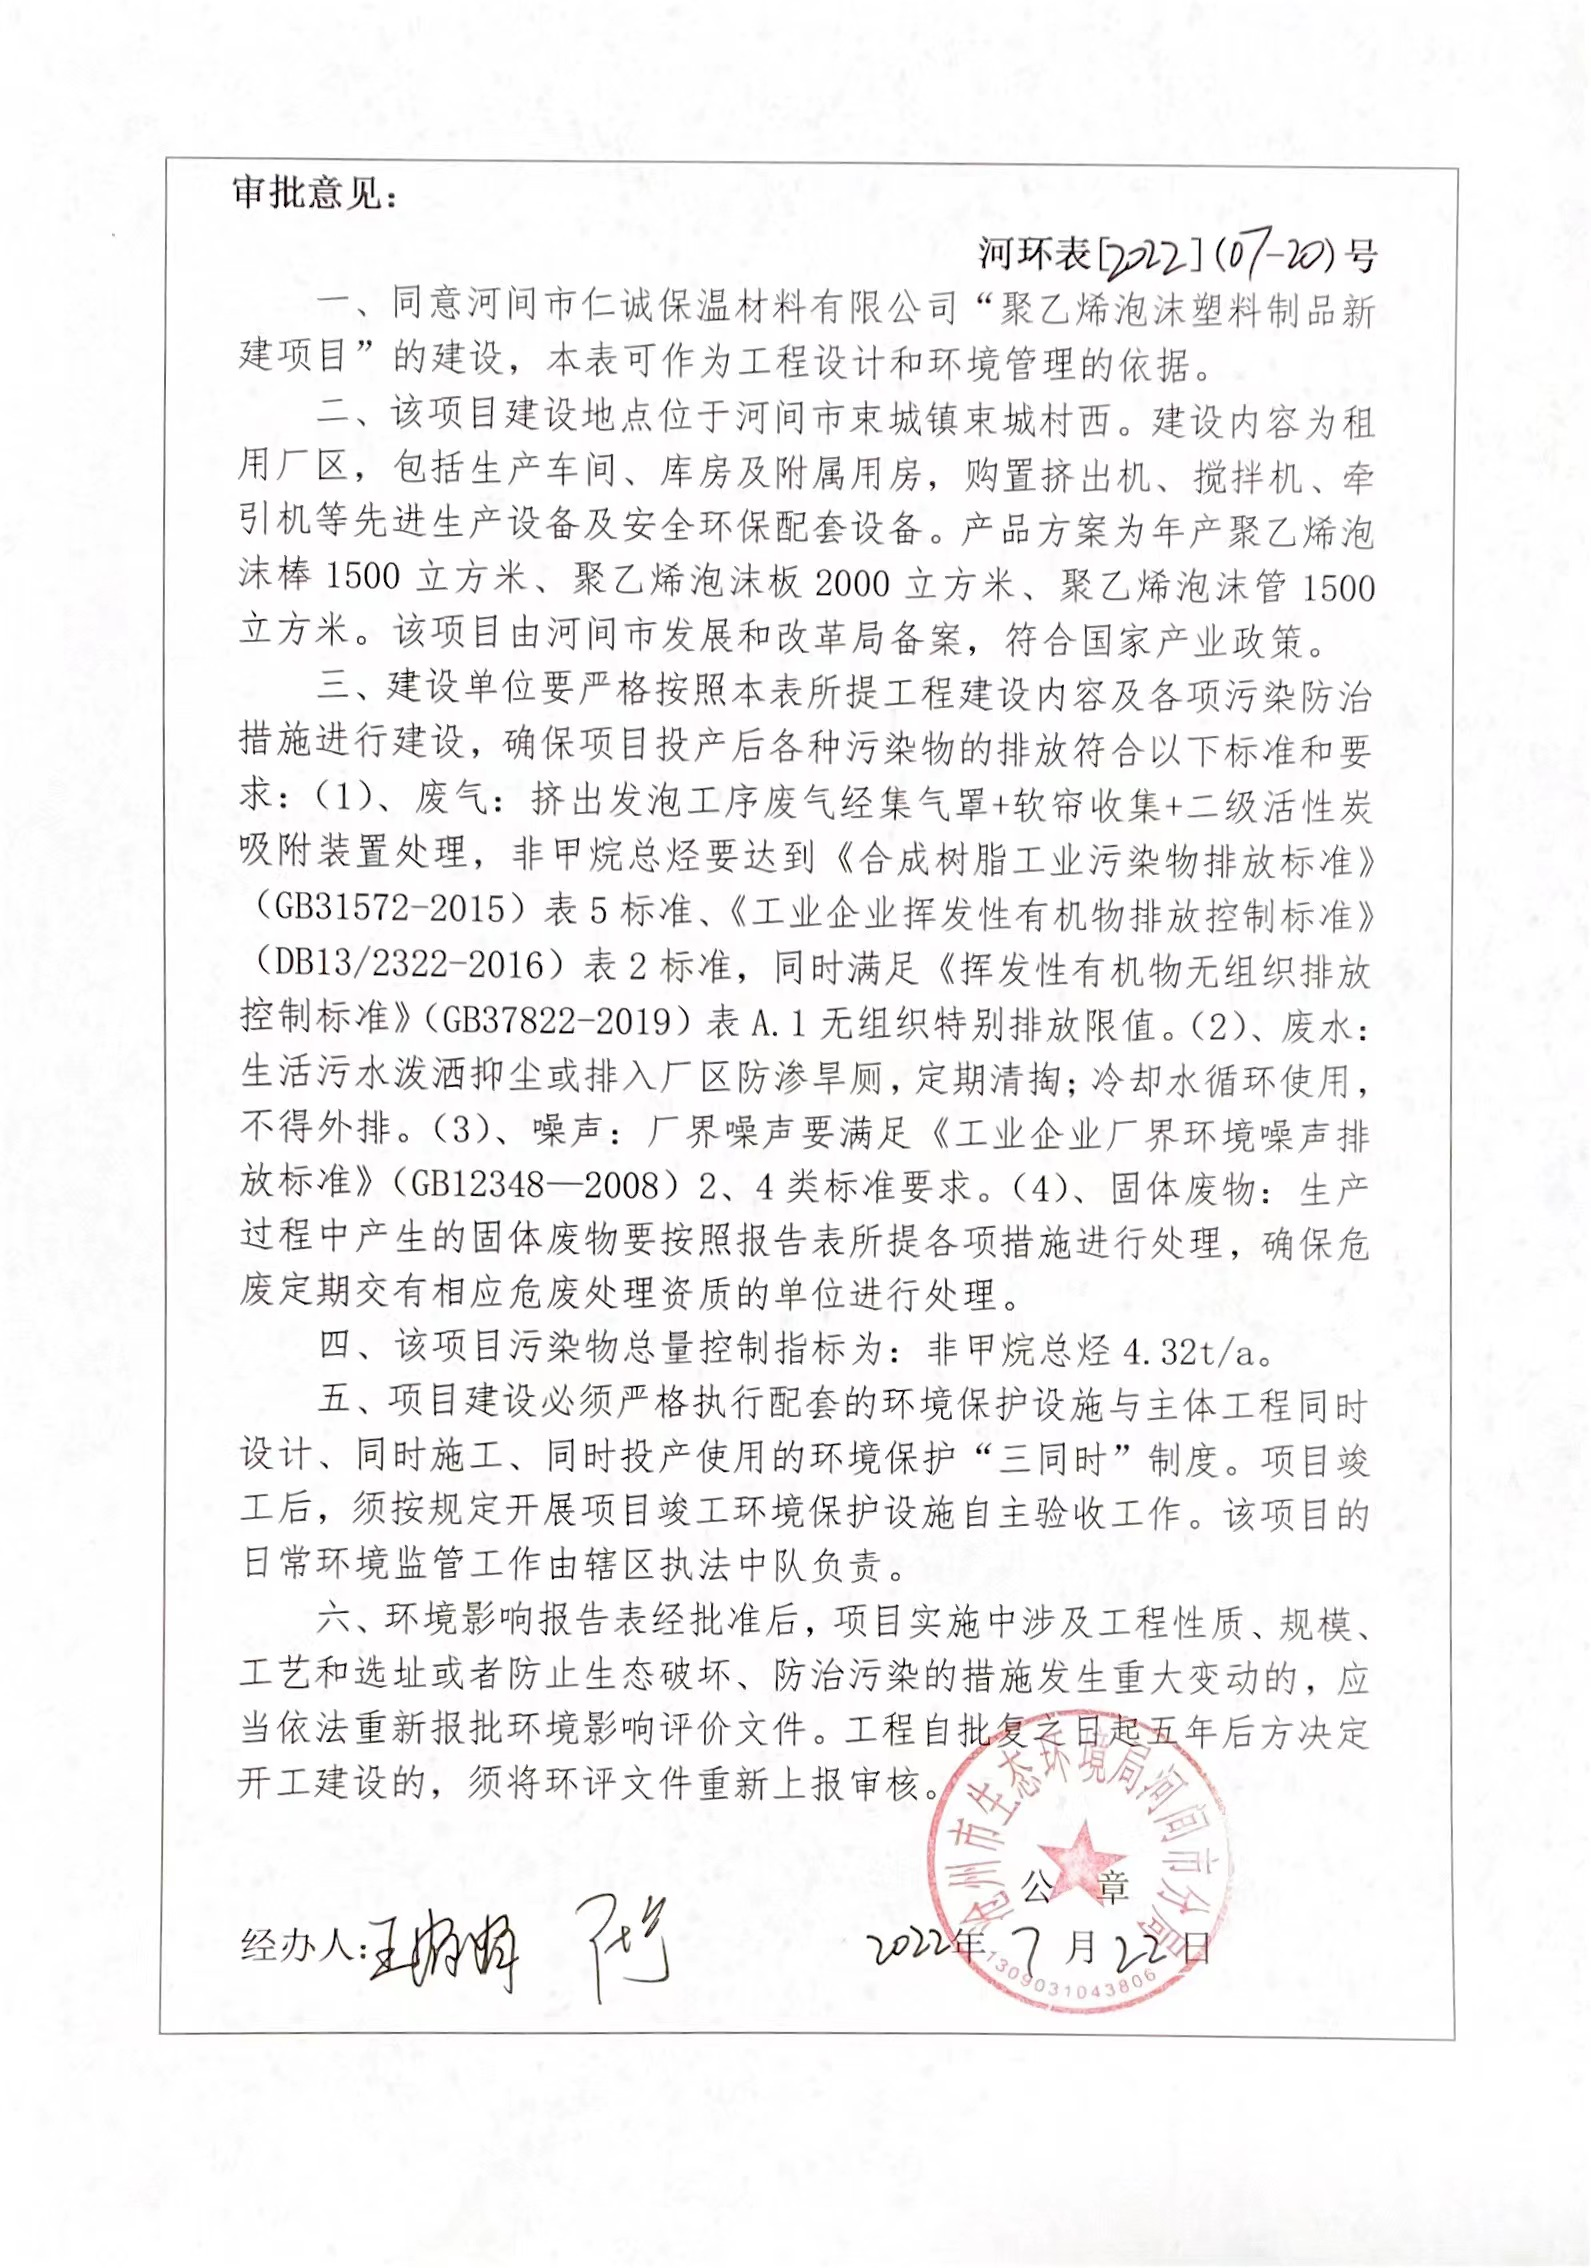 审批意见：
河环表[2022](07-20)号
一、同意河间市仁诚保温材料有限公司“聚乙烯泡沫塑料制品新
建项目”的建设，本表可作为工程设计和环境管理的依据。
二、该项目建设地点位于河间市束城镇束城村西。建设内容为租
用厂区，包括生产车间、库房及附属用房，购置挤出机、搅拌机、牵
引机等先进生产设备及安全环保配套设备。产品方案为年产聚乙烯泡
沫棒 1500 立方米、聚乙烯泡沫板 2000 立方米、聚乙烯泡沫管 1500
立方米。该项目由河间市发展和改革局备案，符合国家产业政策。
三、建设单位要严格按照本表所提工程建设内容及各项污染防治
措施进行建设，确保项目投产后各种污染物的排放符合以下标准和要
求：（1）、废气：挤出发泡工序废气经集气罩+软帘收集+二级活性炭
吸附装置处理，非甲烷总烃要达到《合成树脂工业污染物排放标准》
（GB31572-2015）表 5 标准、《工业企业挥发性有机物排放控制标准》
（DB13/2322-2016）表 2 标准，同时满足《挥发性有机物无组织排放
控制标准》（GB37822-2019）表 A.1 无组织特别排放限值。（2）、废水：
生活污水泼洒抑尘或排入厂区防渗旱厕，定期清掏；冷却水循环使用，
不得外排。（3）、噪声：厂界噪声要满足《工业企业厂界环境噪声排
放标准》（GB12348—2008）2、4 类标准要求。（4）、固体废物：生产
过程中产生的固体废物要按照报告表所提各项措施进行处理，确保危
废定期交有相应危废处理资质的单位进行处理。
四、该项目污染物总量控制指标为：非甲烷总烃 4.32t/a。
五、项目建设必须严格执行配套的环境保护设施与主体工程同时
设计、同时施工、同时投产使用的环境保护“三同时”制度。项目竣
工后，须按规定开展项目竣工环境保护设施自主验收工作。该项目的
日常环境监管工作由辖区执法中队负责。
六、环境影响报告表经批准后，项目实施中涉及工程性质、规模、
工艺和选址或者防止生态破坏、防治污染的措施发生重大变动的，应
当依法重新报批环境影响评价文件。工程自批复之日起五年后方决定
开工建设的，须将环评文件重新上报审核。
沧州市生态环境局河间市分局
公 章
经办人：王
2022年 7 月 22 日
1309031043806